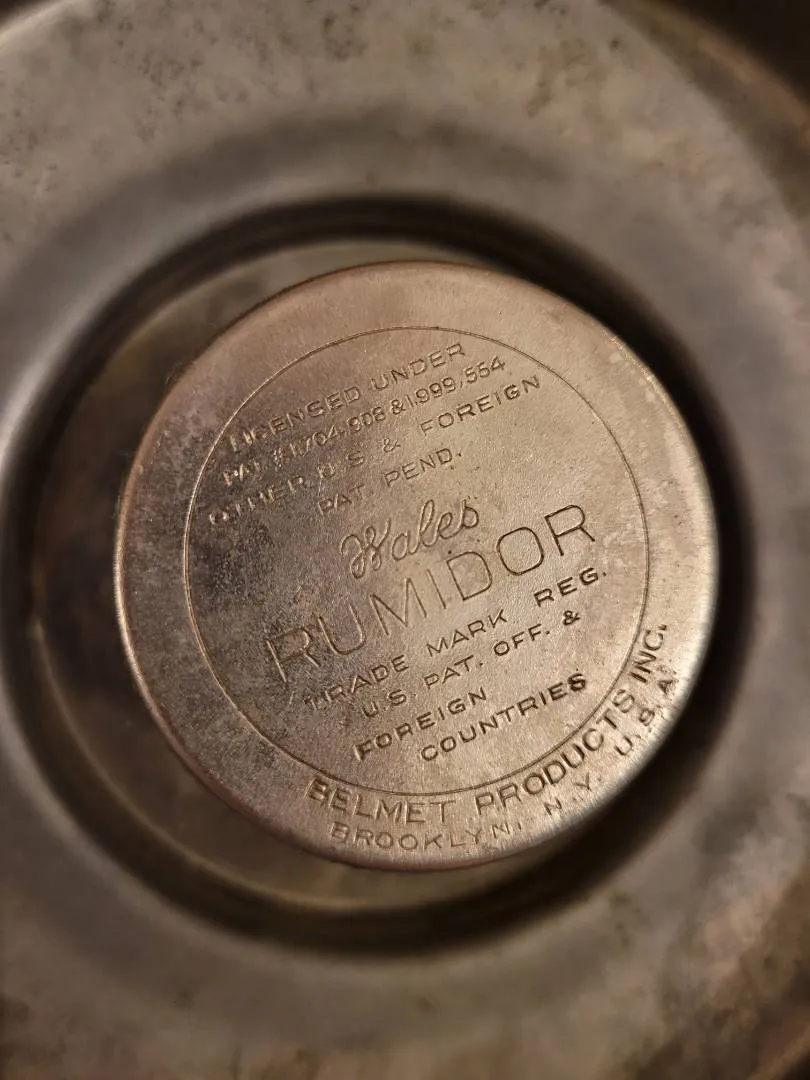 LICENSED UNDER
PAT. #1,704,908 & 1,999,554
OTHER U.S & FOREIGN
PAT. PEND.
Wales
RUMIDOR
TRADE MARK REG.
U.S. PAT. OFF. &
FOREIGN
COUNTRIES
BELMET PRODUCTS INC.
BROOKLYN, N.Y. U.S.A.